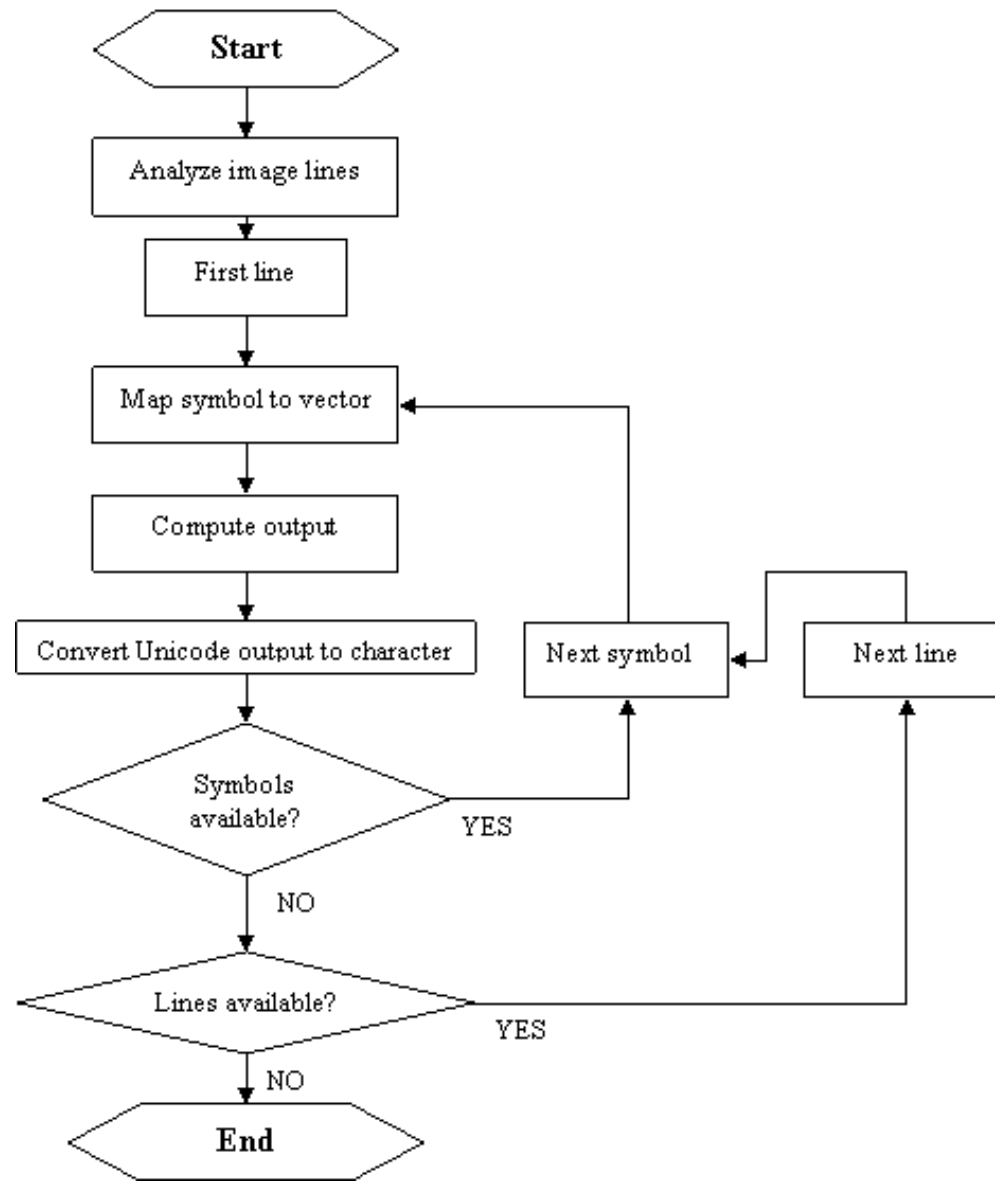 Start
Analyze image lines
First line
Map symbol to vector
Compute output
Convert Unicode output to character
Next symbol
Next line
Symbols
available?
YES
NO
Lines available?
YES
NO
End